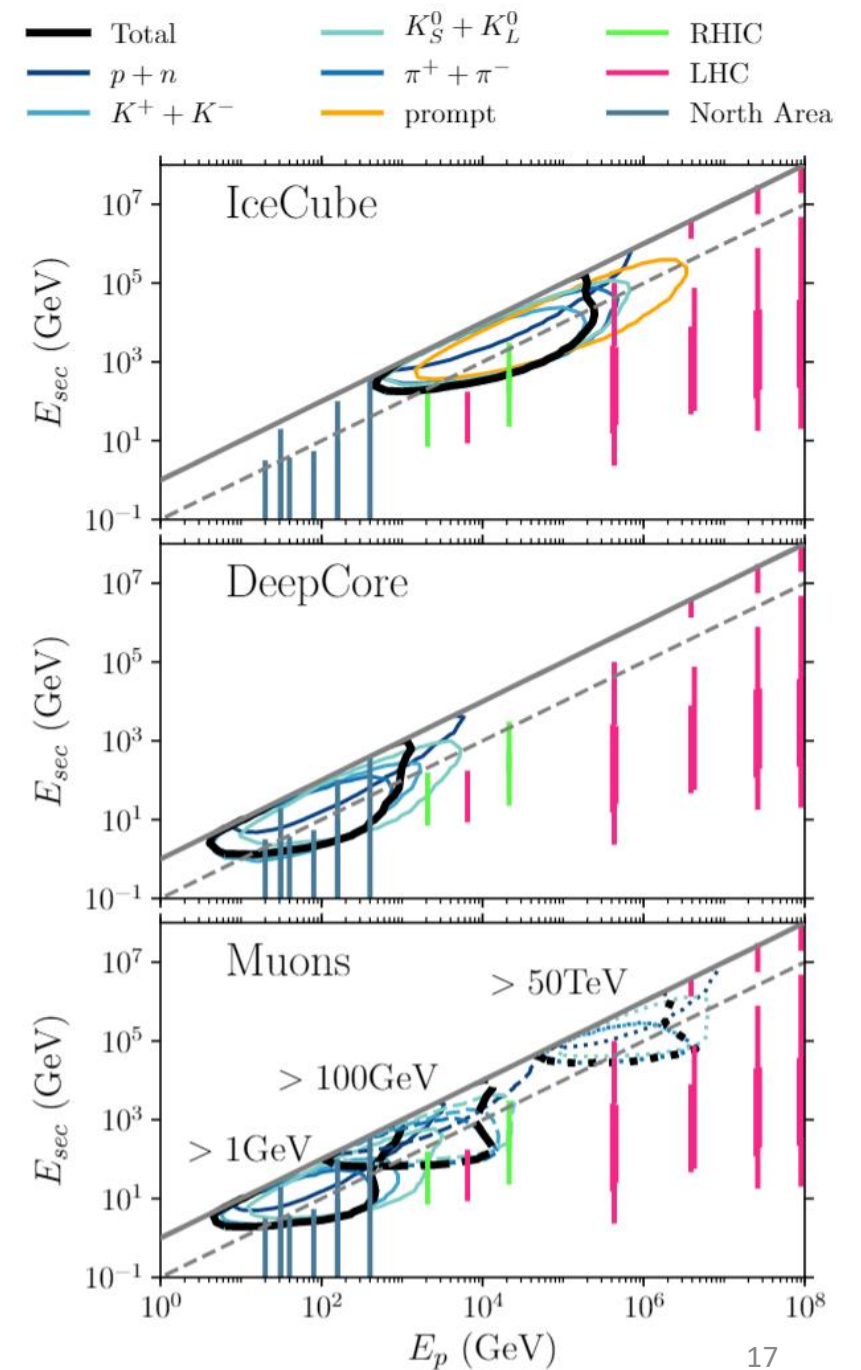 Total
p + n
K⁺ + K⁻
K⁰_S + K⁰_L
π⁺ + π⁻
prompt
RHIC
LHC
North Area
IceCube
E_sec (GeV)
10⁷
10⁵
10³
10¹
10⁻¹
DeepCore
E_sec (GeV)
10⁷
10⁵
10³
10¹
10⁻¹
Muons
> 50TeV
> 100GeV
> 1GeV
E_sec (GeV)
10⁷
10⁵
10³
10¹
10⁻¹
10⁰ 10² 10⁴ 10⁶ 10⁸
E_p (GeV)
17